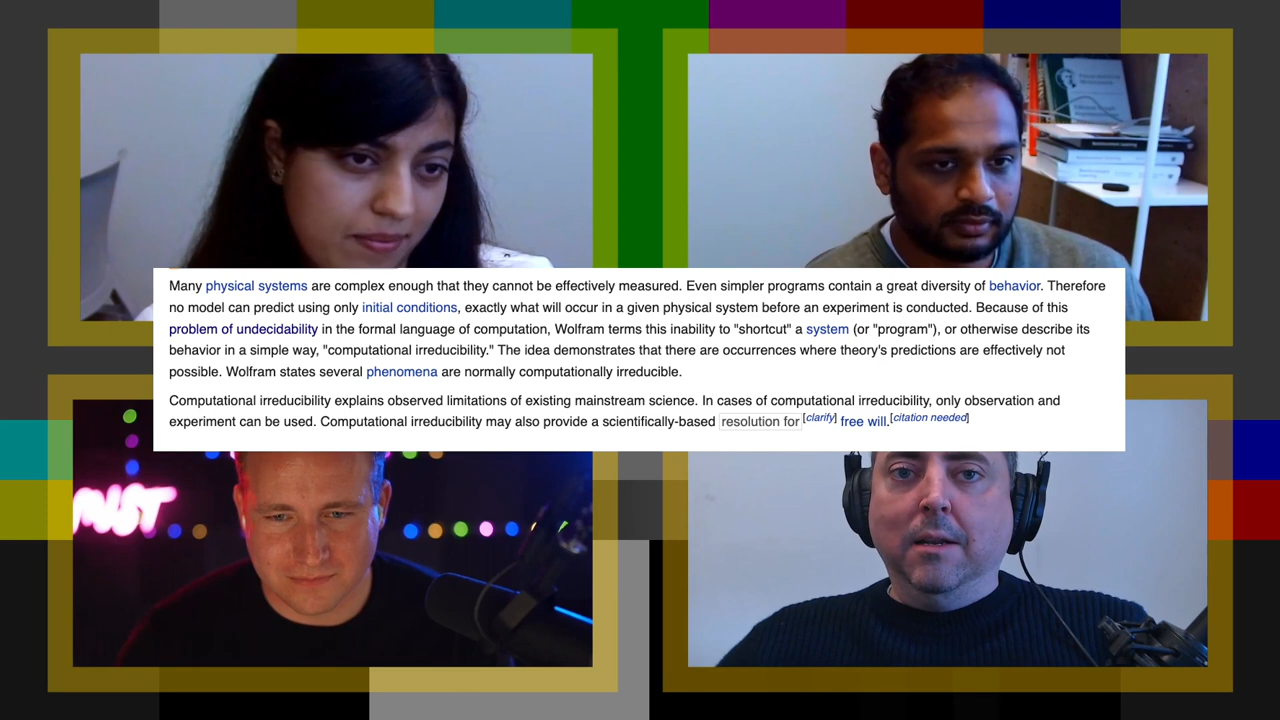 Many physical systems are complex enough that they cannot be effectively measured. Even simpler programs contain a great diversity of behavior. Therefore
no model can predict using only initial conditions, exactly what will occur in a given physical system before an experiment is conducted. Because of this
problem of undecidability in the formal language of computation, Wolfram terms this inability to "shortcut" a system (or "program"), or otherwise describe its
behavior in a simple way, "computational irreducibility." The idea demonstrates that there are occurrences where theory's predictions are effectively not
possible. Wolfram states several phenomena are normally computationally irreducible.
Computational irreducibility explains observed limitations of existing mainstream science. In cases of computational irreducibility, only observation and
experiment can be used. Computational irreducibility may also provide a scientifically-based resolution for [clarify] free will.[citation needed]